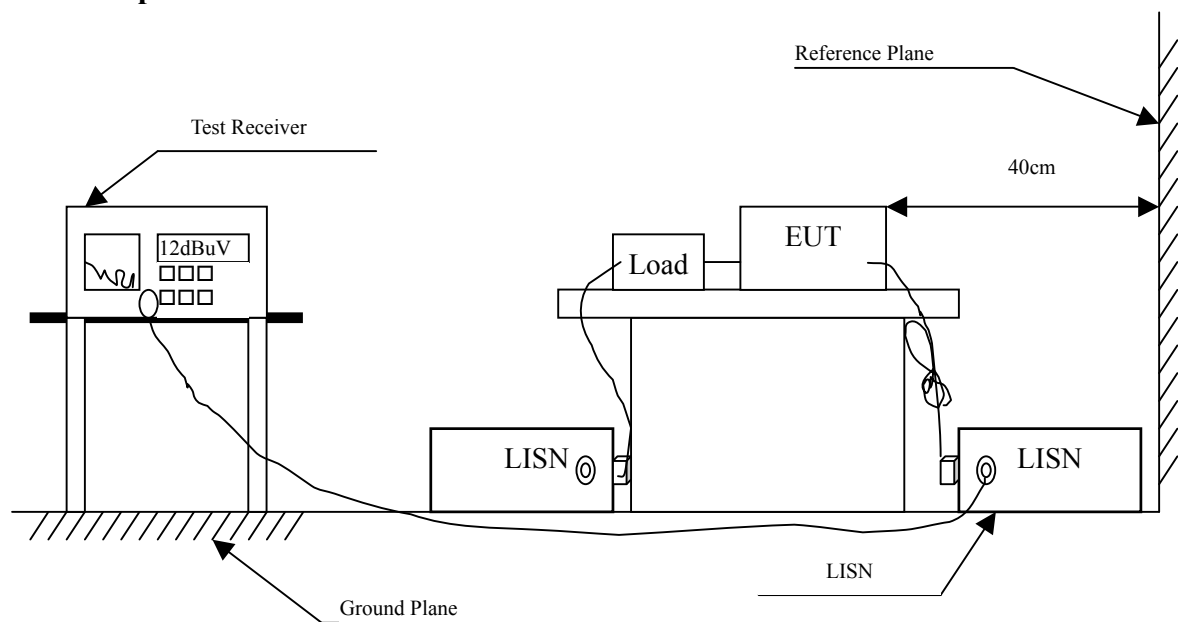 Reference Plane
Test Receiver
40cm
12dBuV
EUT
Load
LISN
LISN
LISN
Ground Plane